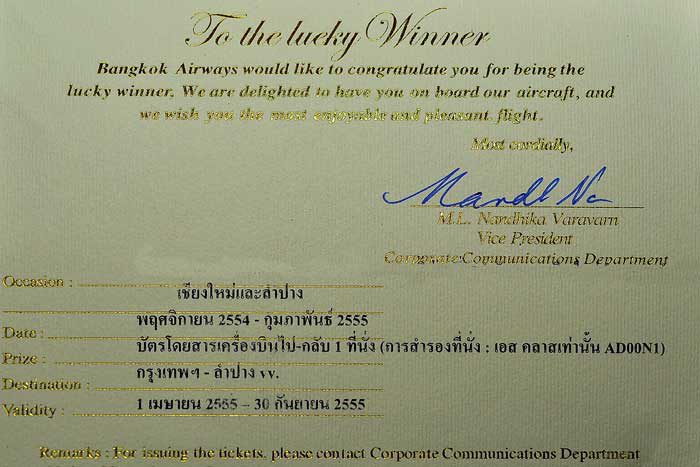 To the lucky Winner
Bangkok Airways would like to congratulate you for being the
lucky winner. We are delighted to have you on board our aircraft, and
we wish you the most enjoyable and pleasant flight.
Most cordially,
M.L. Nandhika Varavarn
Vice President
Corporate Communications Department
Occasion :
เชียงใหม่และลำปาง
พฤศจิกายน 2554 - กุมภาพันธ์ 2555
Date :
บัตรโดยสารเครื่องบินไป-กลับ 1 ที่นั่ง (การสำรองที่นั่ง : เอส คลาสเท่านั้น AD00N1)
Prize :
กรุงเทพฯ - ลำปาง vv.
Destination :
1 เมษายน 2555 – 30 กันยายน 2555
Validity :
Remarks : For issuing the tickets, please contact Corporate Communications Department